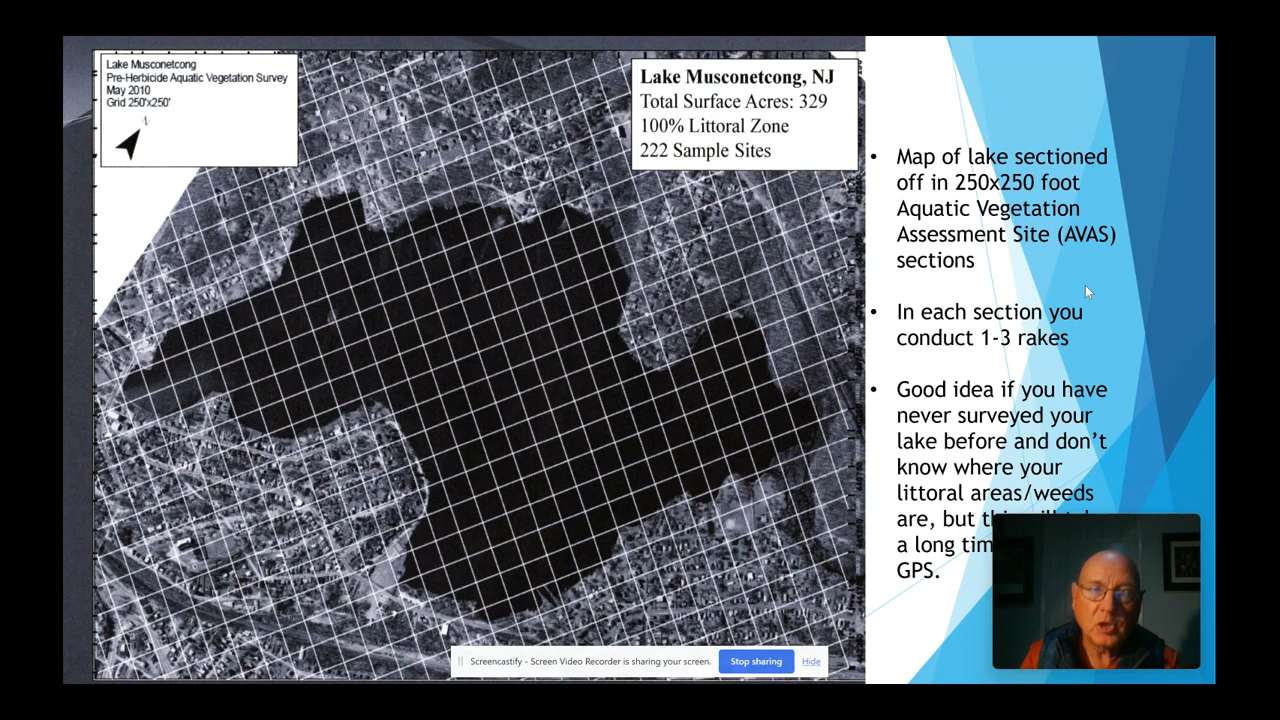 Lake Musconetcong
Pre-Herbicide Aquatic Vegetation Survey
May 2010
Grid 250'x250'
N
Lake Musconetcong, NJ
Total Surface Acres: 329
100% Littoral Zone
222 Sample Sites
• Map of lake sectioned
off in 250x250 foot
Aquatic Vegetation
Assessment Site (AVAS)
sections
• In each section you
conduct 1-3 rakes
• Good idea if you have
never surveyed your
lake before and don’t
know where your
littoral areas/weeds
are, but
a long
GPS.
Screencastify - Screen Video Recorder is sharing your screen.
Stop sharing
Hide